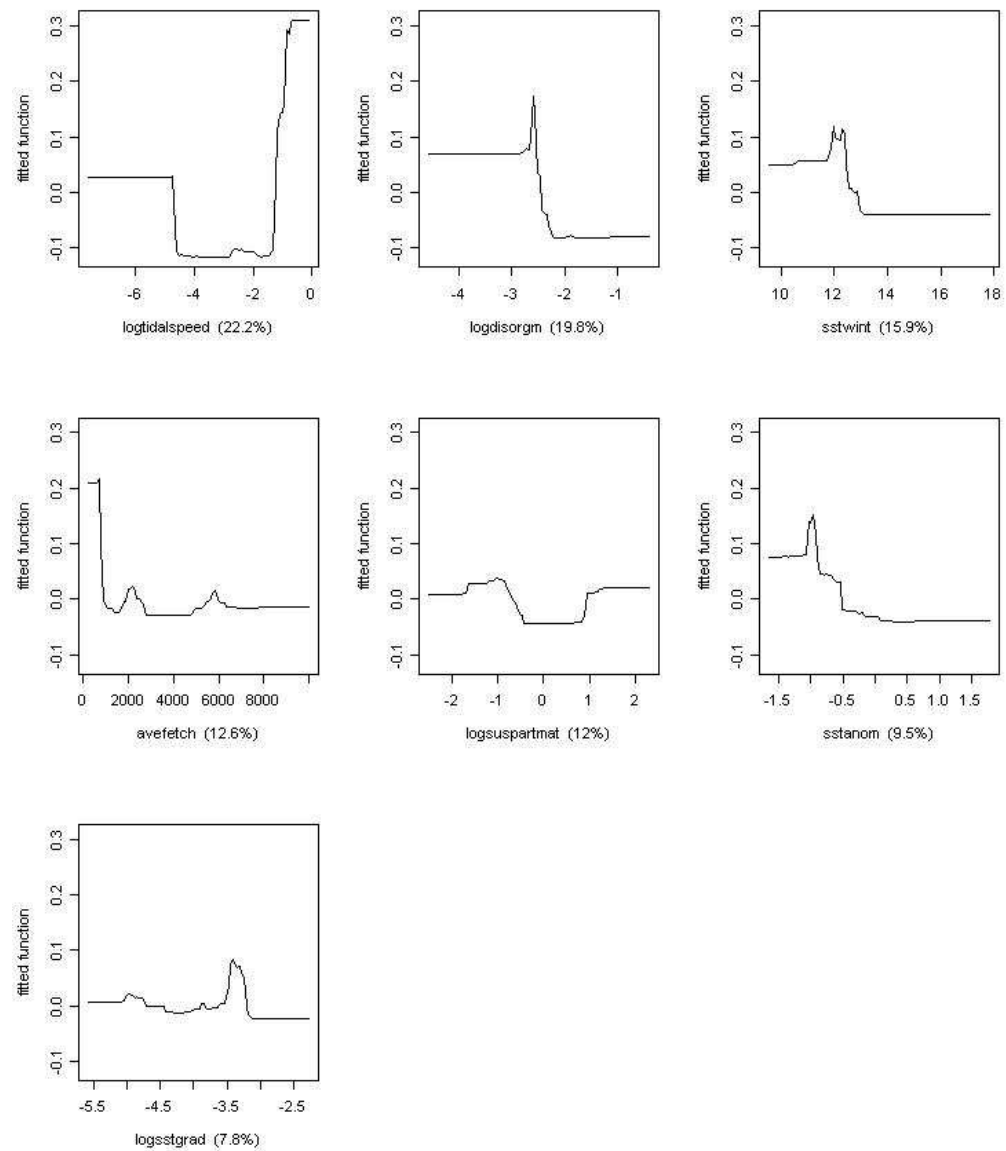 fitted function
0.3
0.2
0.1
0.0
-0.1
-6 -4 -2 0
logtidalspeed (22.2%)
fitted function
0.3
0.2
0.1
0.0
-0.1
-4 -3 -2 -1
logdisorgm (19.8%)
fitted function
0.3
0.2
0.1
0.0
-0.1
10 12 14 16 18
sstwint (15.9%)
fitted function
0.3
0.2
0.1
0.0
-0.1
0 2000 4000 6000 8000
avefetch (12.6%)
fitted function
0.3
0.2
0.1
0.0
-0.1
-2 -1 0 1 2
logsuspartmat (12%)
fitted function
0.3
0.2
0.1
0.0
-0.1
-1.5 -0.5 0.5 1.0 1.5
sstanom (9.5%)
fitted function
0.3
0.2
0.1
0.0
-0.1
-5.5 -4.5 -3.5 -2.5
logsstgrad (7.8%)